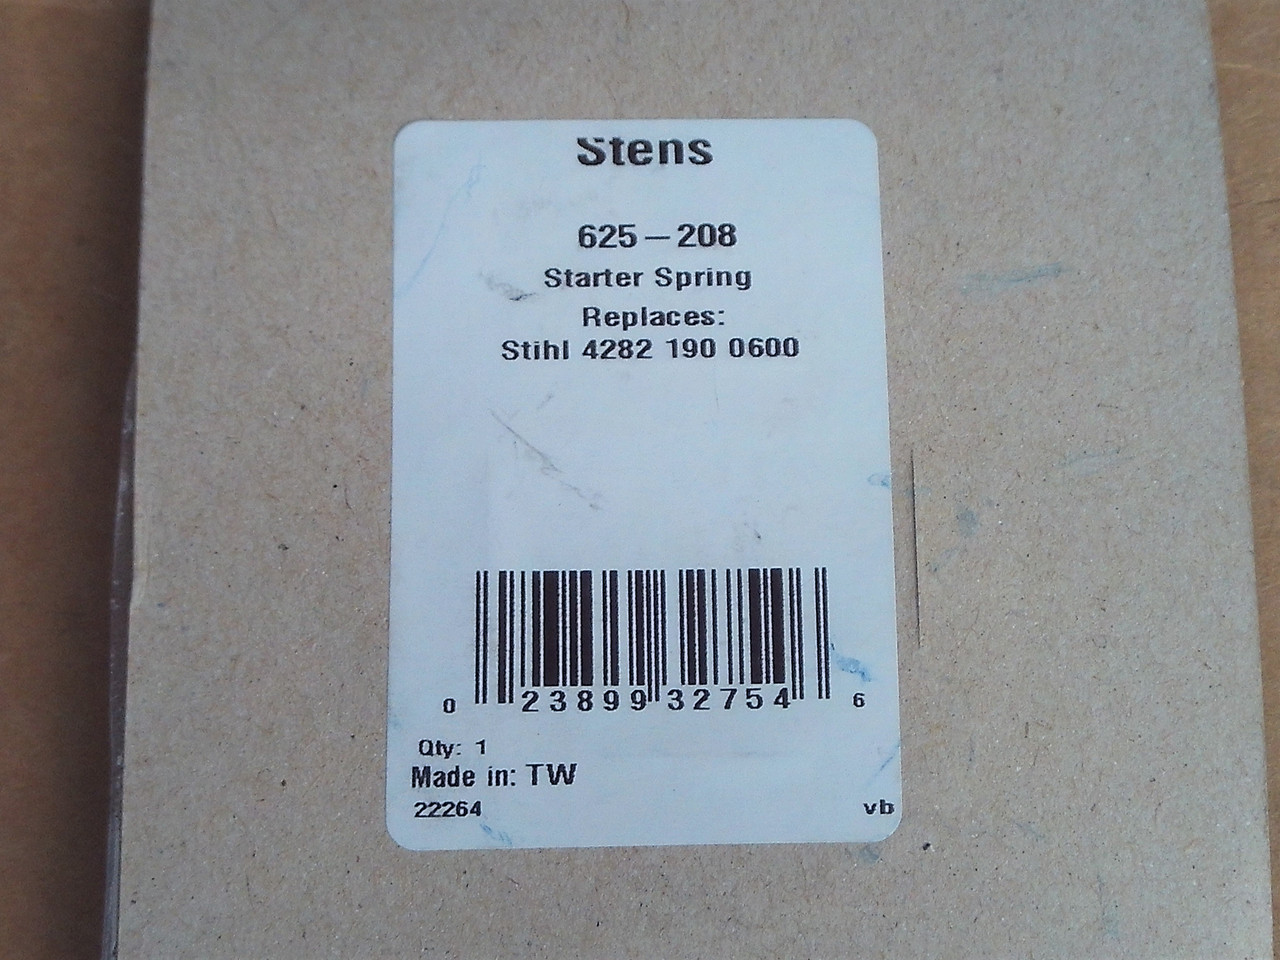 Stens
625-208
Starter Spring
Replaces:
Stihl 4282 190 0600
0 23899 32754 6
Qty: 1
Made in: TW
22264 vb